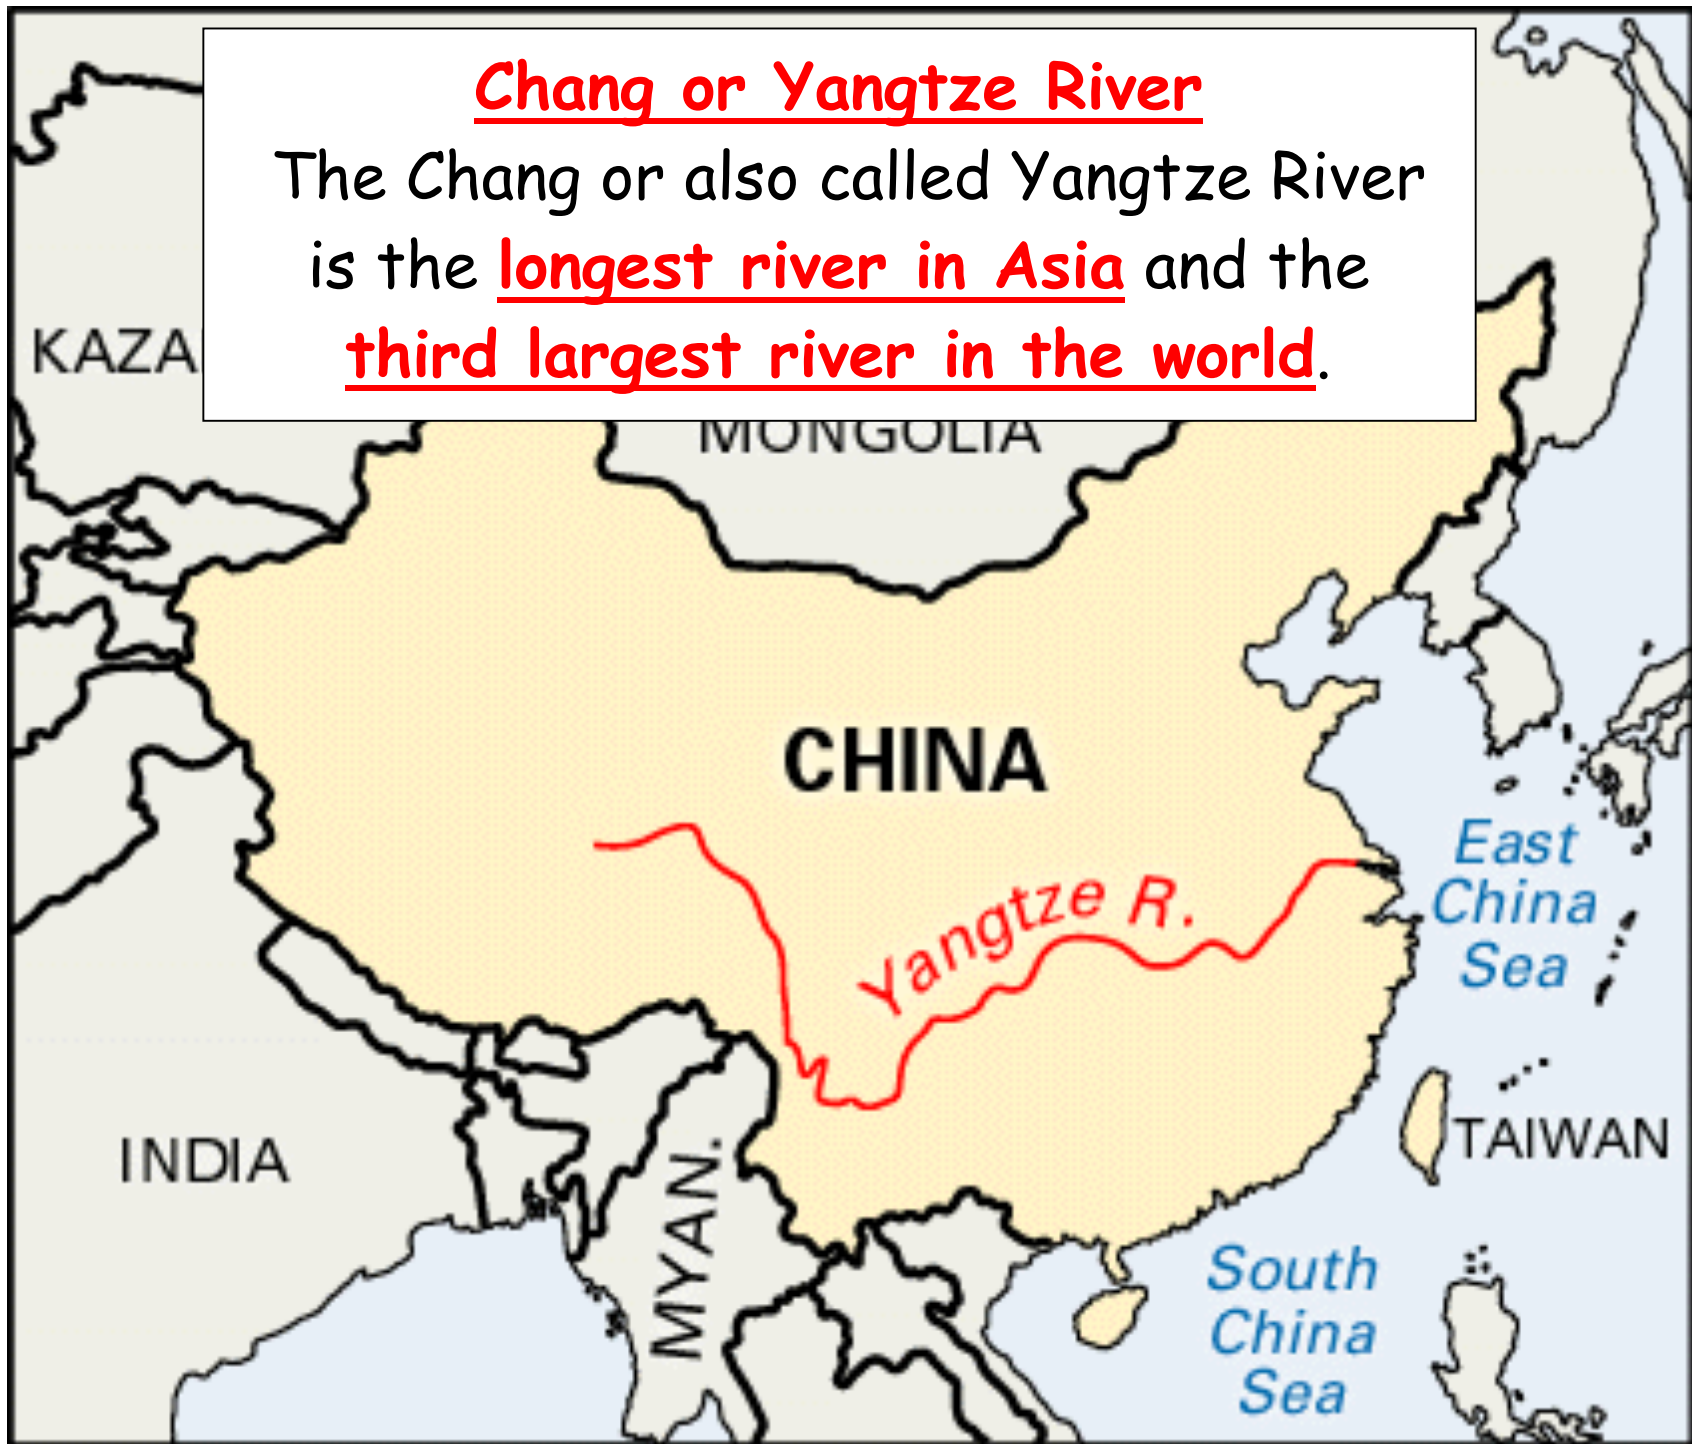 Chang or Yangtze River
The Chang or also called Yangtze River
is the longest river in Asia and the
third largest river in the world.
KAZA
MONGOLIA
CHINA
Yangtze R.
East
China
Sea
TAIWAN
INDIA
MYAN.
South
China
Sea